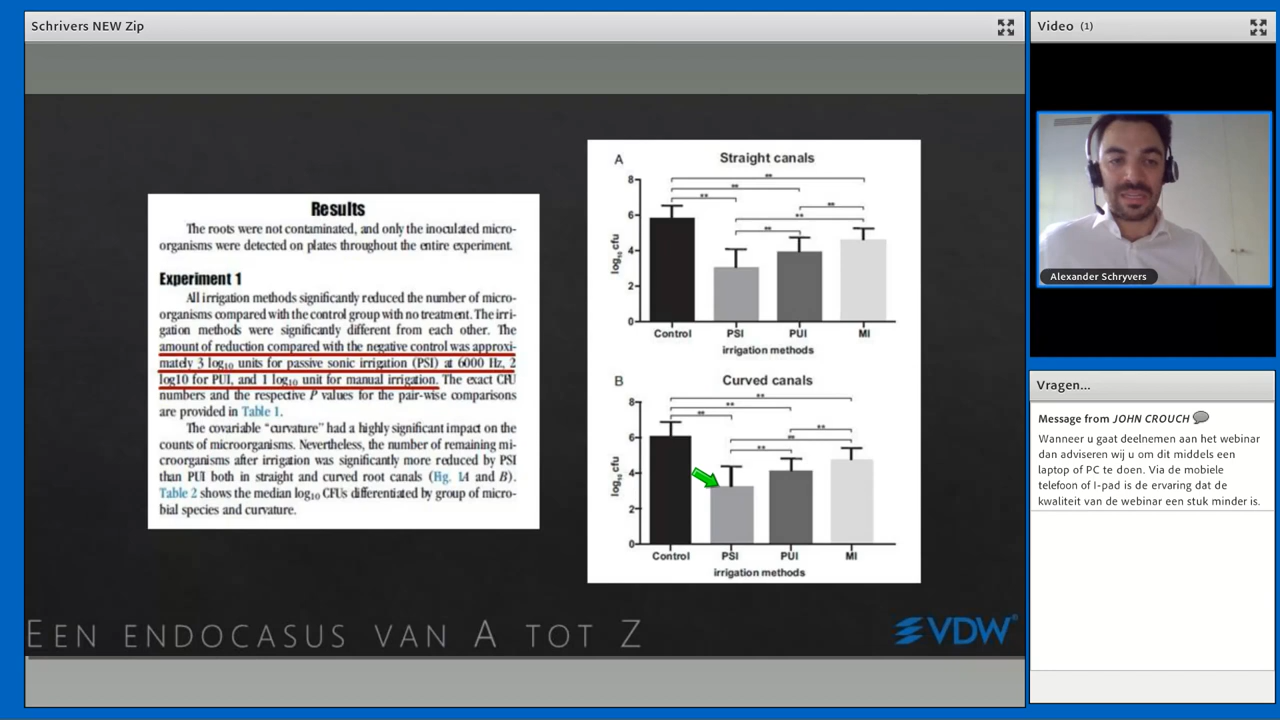 Schrivers NEW Zip
Results
The roots were not contaminated, and only the inoculated micro-
organisms were detected on plates throughout the entire experiment.
Experiment 1
All irrigation methods significantly reduced the number of micro-
organisms compared with the control group with no treatment. The irri-
gation methods were significantly different from each other. The
amount of reduction compared with the negative control was approxi-
mately 3 log10 units for passive sonic irrigation (PSI) at 6000 Hz, 2
log10 for PUI, and 1 log10 unit for manual irrigation. The exact CFU
numbers and the respective P values for the pair-wise comparisons
are provided in Table 1.
The covariable "curvature" had a highly significant impact on the
counts of microorganisms. Nevertheless, the number of remaining mi-
croorganisms after irrigation was significantly more reduced by PSI
than PUI both in straight and curved root canals (Fig. 1A and B).
Table 2 shows the median log10 CFUs differentiated by group of micro-
bial species and curvature.
A
Straight canals
8
6
4
2
0
log10 cfu
** ** ** ** ** **
Control PSI PUI MI
irrigation methods
B
Curved canals
8
6
4
2
0
log10 cfu
** ** ** ** ** **
Control PSI PUI MI
irrigation methods
EEN ENDOCASUS VAN A TOT Z
VDW®
Video (1)
Alexander Schryvers
Vragen...
Message from JOHN CROUCH
Wanneer u gaat deelnemen aan het webinar
dan adviseren wij u om dit middels een
laptop of PC te doen. Via de mobiele
telefoon of I-pad is de ervaring dat de
kwaliteit van de webinar een stuk minder is.